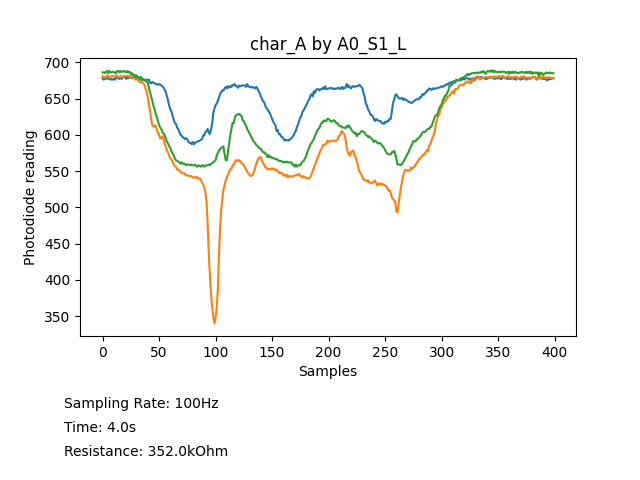 char_A by A0_S1_L
700
650
600
550
500
450
400
350
Photodiode reading
0 50 100 150 200 250 300 350 400
Samples
Sampling Rate: 100Hz
Time: 4.0s
Resistance: 352.0kOhm